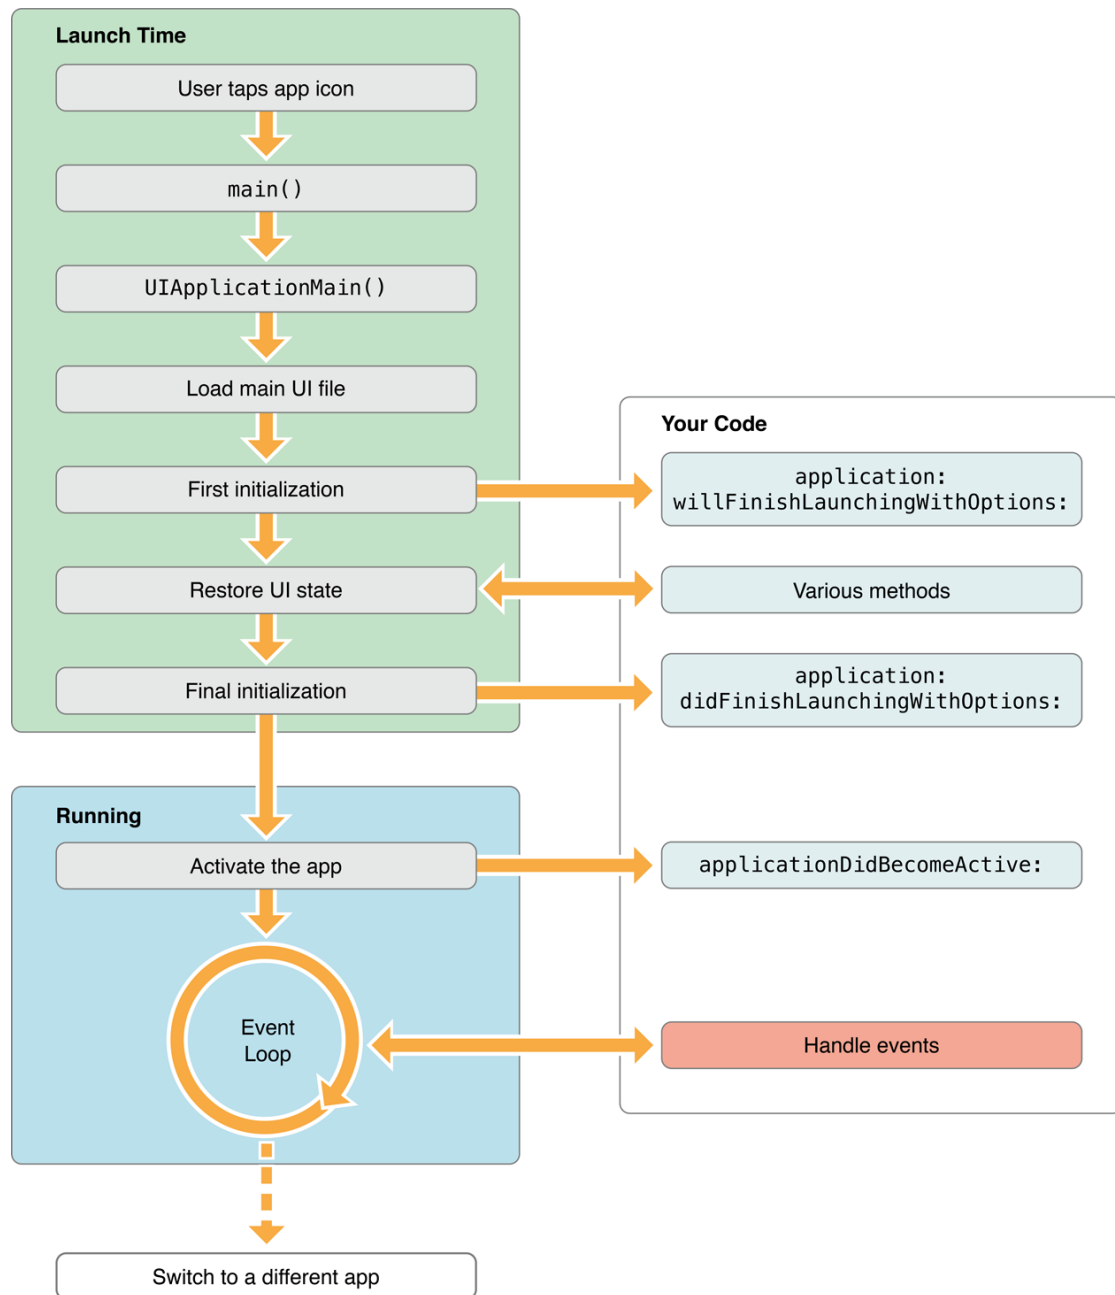 Launch Time
User taps app icon
main()
UIApplicationMain()
Load main UI file
First initialization
Restore UI state
Final initialization
Your Code
application:
willFinishLaunchingWithOptions:
Various methods
application:
didFinishLaunchingWithOptions:
Running
Activate the app
applicationDidBecomeActive:
Event
Loop
Handle events
Switch to a different app